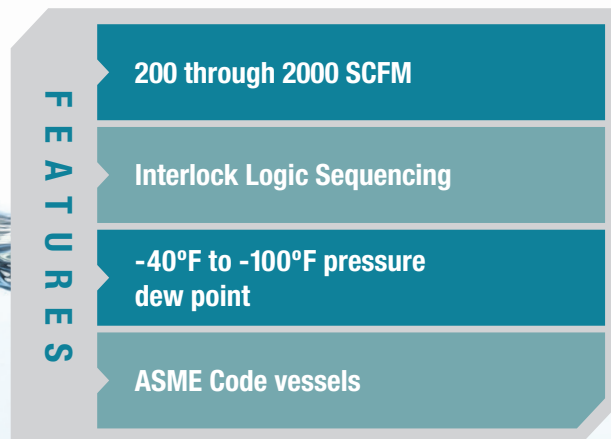 FEATURES
200 through 2000 SCFM
Interlock Logic Sequencing
-40ºF to -100ºF pressure
dew point
ASME Code vessels